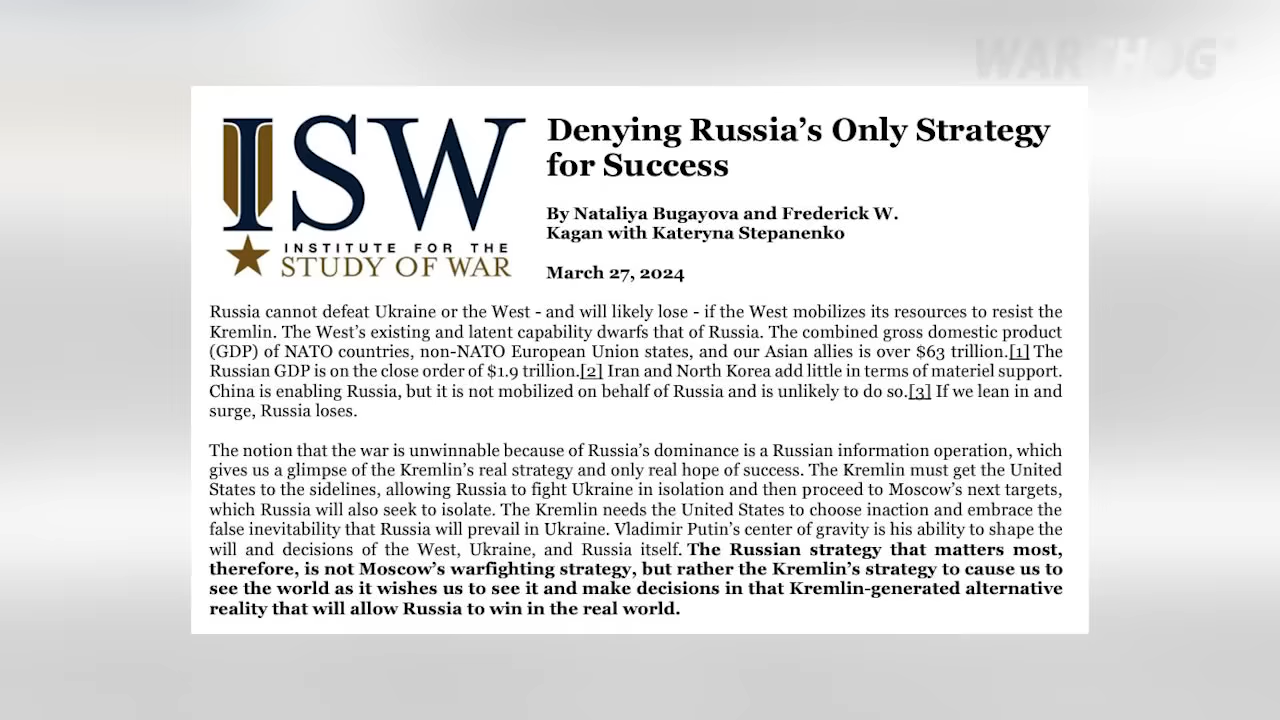 WARTHOG
ISW
INSTITUTE FOR THE
STUDY OF WAR
Denying Russia's Only Strategy
for Success
By Nataliya Bugayova and Frederick W.
Kagan with Kateryna Stepanenko
March 27, 2024
Russia cannot defeat Ukraine or the West - and will likely lose - if the West mobilizes its resources to resist the
Kremlin. The West's existing and latent capability dwarfs that of Russia. The combined gross domestic product
(GDP) of NATO countries, non-NATO European Union states, and our Asian allies is over $63 trillion.[1] The
Russian GDP is on the close order of $1.9 trillion.[2] Iran and North Korea add little in terms of materiel support.
China is enabling Russia, but it is not mobilized on behalf of Russia and is unlikely to do so.[3] If we lean in and
surge, Russia loses.
The notion that the war is unwinnable because of Russia's dominance is a Russian information operation, which
gives us a glimpse of the Kremlin's real strategy and only real hope of success. The Kremlin must get the United
States to the sidelines, allowing Russia to fight Ukraine in isolation and then proceed to Moscow's next targets,
which Russia will also seek to isolate. The Kremlin needs the United States to choose inaction and embrace the
false inevitability that Russia will prevail in Ukraine. Vladimir Putin's center of gravity is his ability to shape the
will and decisions of the West, Ukraine, and Russia itself. The Russian strategy that matters most,
therefore, is not Moscow's warfighting strategy, but rather the Kremlin's strategy to cause us to
see the world as it wishes us to see it and make decisions in that Kremlin-generated alternative
reality that will allow Russia to win in the real world.